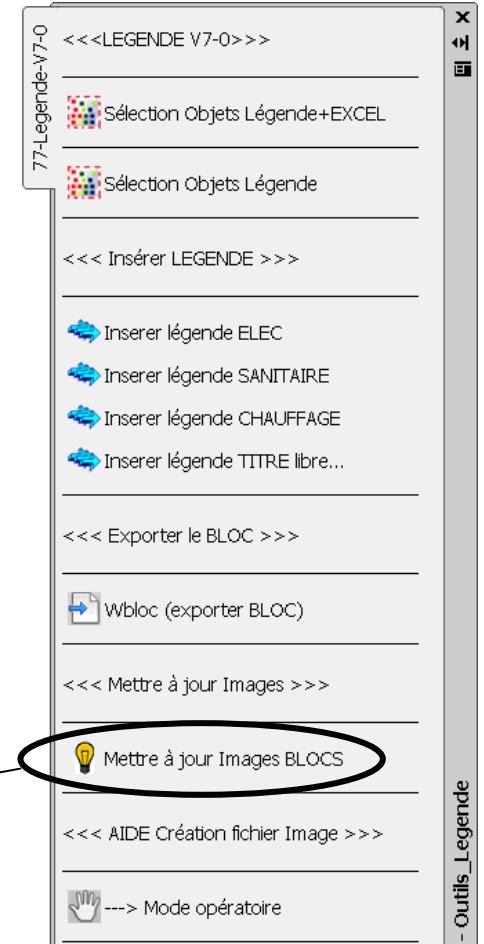 77-Legende-V7-0
<<<LEGENDE V7-0>>>
Sélection Objets Légende+EXCEL
Sélection Objets Légende
<<< Insérer LEGENDE >>>
Inserer légende ELEC
Inserer légende SANITAIRE
Inserer légende CHAUFFAGE
Inserer légende TITRE libre...
<<< Exporter le BLOC >>>
Wbloc (exporter BLOC)
<<< Mettre à jour Images >>>
Mettre à jour Images BLOCS
<<< AIDE Création fichier Image >>>
---> Mode opératoire
- Outils_Legende